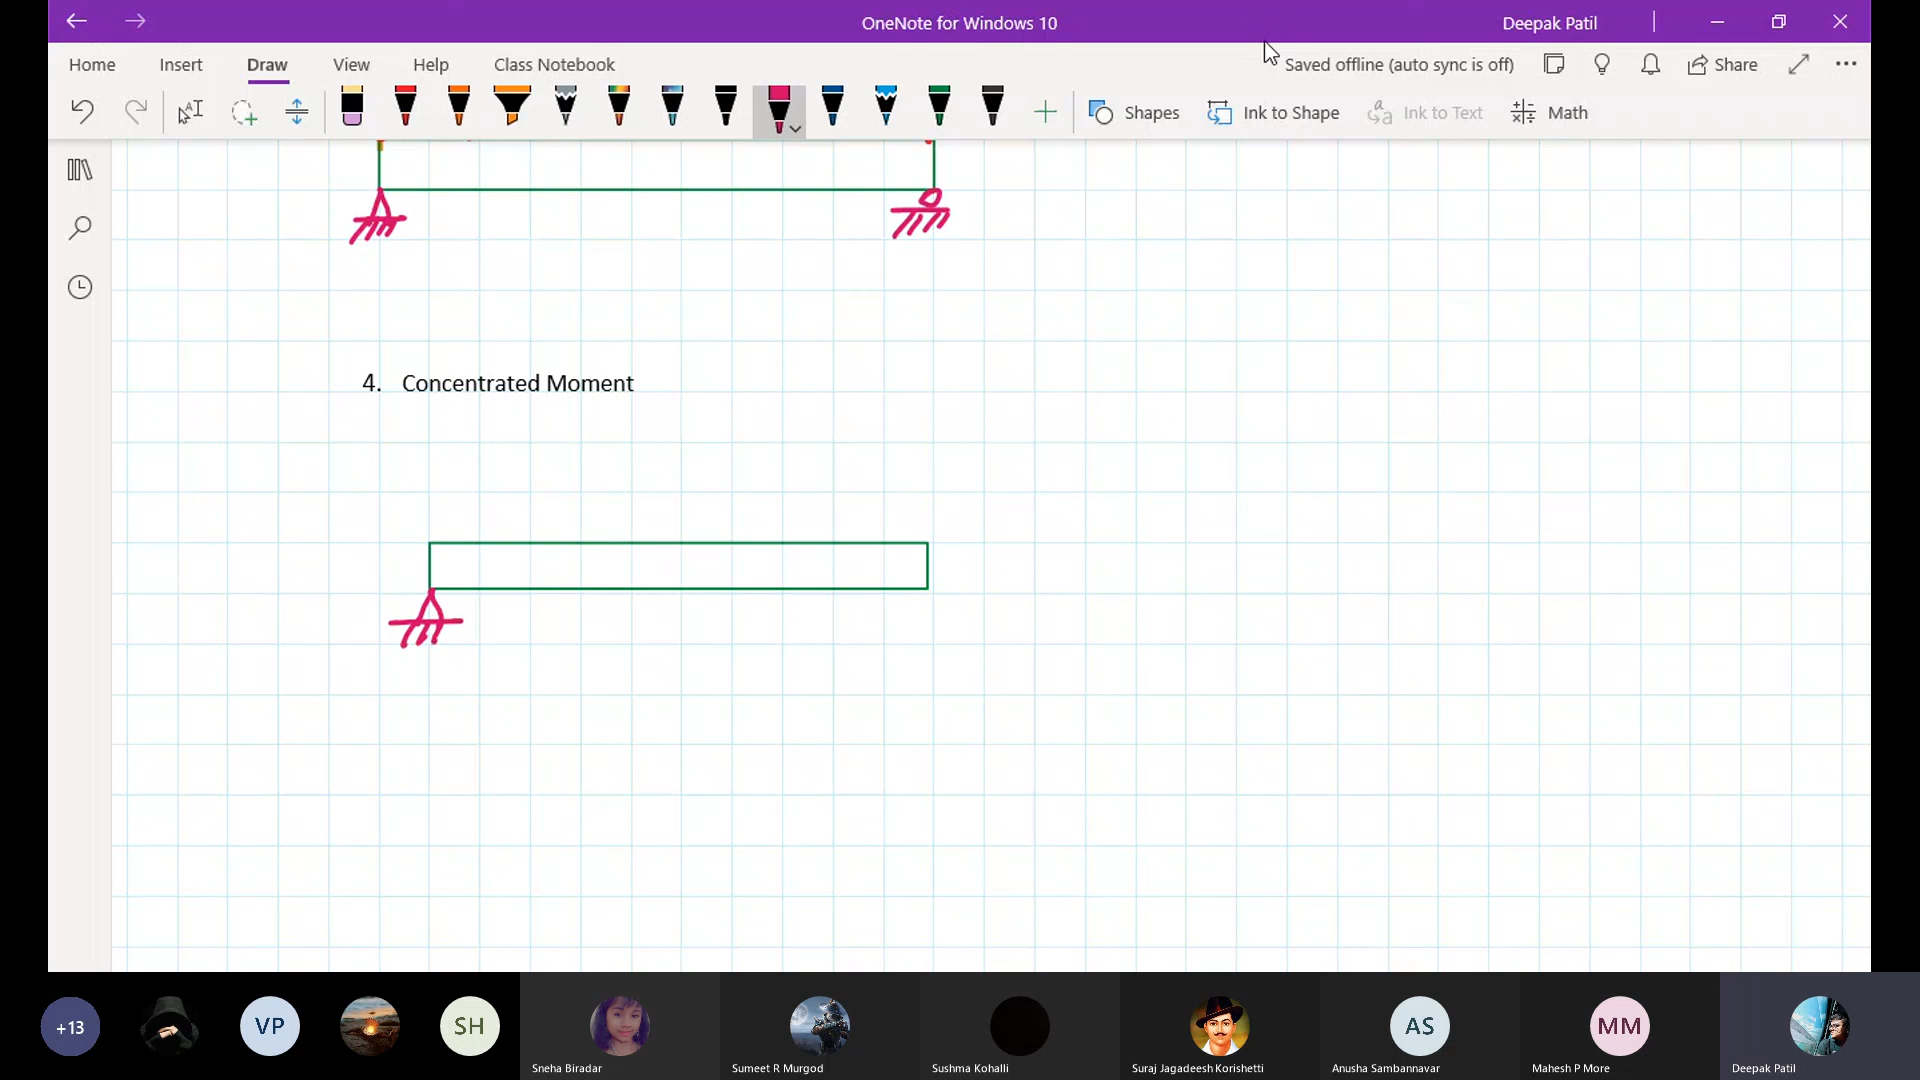 OneNote for Windows 10
Deepak Patil
Home Insert Draw View Help Class Notebook
Saved offline (auto sync is off)
Share
Shapes Ink to Shape Ink to Text Math
4. Concentrated Moment
+13
VP
SH
AS
MM
Sneha Biradar
Sumeet R Murgod
Sushma Kohalli
Suraj Jagadeesh Korishetti
Anusha Sambannavar
Mahesh P More
Deepak Patil